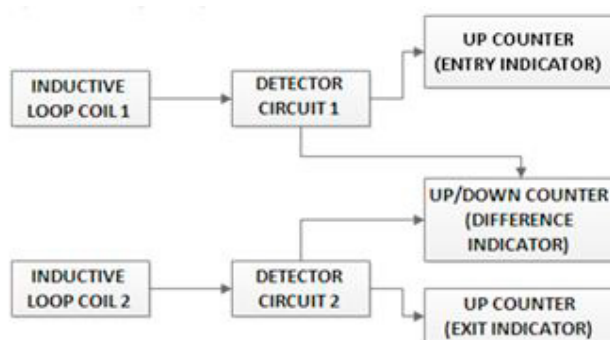 UP COUNTER
(ENTRY INDICATOR)
INDUCTIVE
LOOP COIL 1
DETECTOR
CIRCUIT 1
UP/DOWN COUNTER
(DIFFERENCE
INDICATOR)
INDUCTIVE
LOOP COIL 2
DETECTOR
CIRCUIT 2
UP COUNTER
(EXIT INDICATOR)